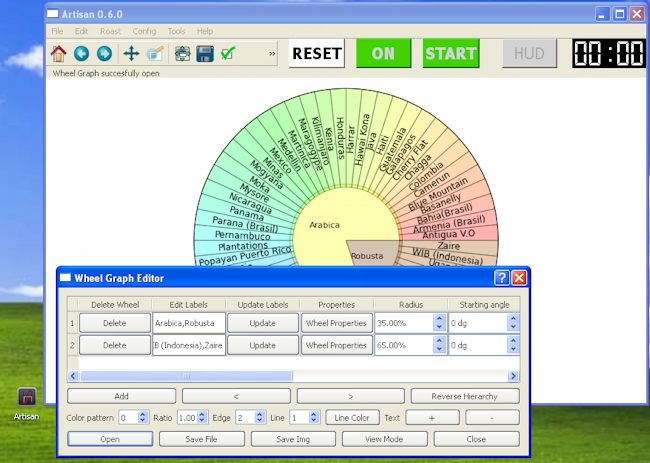 Artisan 0.6.0
File Edit Roast Config Tools Help
» RESET ON START HUD 00:00
Wheel Graph succesfully open
Honduras
Harrar
Kenia
Hawai Kona
Kilimanjaro
Java
Maragogype
Haiti
Martinica
Guatemala
Medellin
Galapagos
Mexico
Cherry Flat
Minas
Chagga
Mogyana
Colombia
Moka
Camerun
Mysore
Blue Mountain
Nicaragua
Basanelly
Panama
Bahia(Brasil)
Parana (Brasil)
Arabica
Armenia (Brasil)
Pernambuco
Antigua V.O
Plantations
Zaire
Popayan Puerto Rico
Robusta
WIB (Indonesia)
Wheel Graph Editor
Delete Wheel Edit Labels Update Labels Properties Radius Starting angle
1 Delete Arabica,Robusta Update Wheel Properties 35.00% 0 dg
2 Delete B (Indonesia),Zaire Update Wheel Properties 65.00% 0 dg
Add < > Reverse Hierarchy
Color pattern 0 Ratio 1.00 Edge 2 Line 1 Line Color Text + -
Open Save File Save Img View Mode Close
Artisan